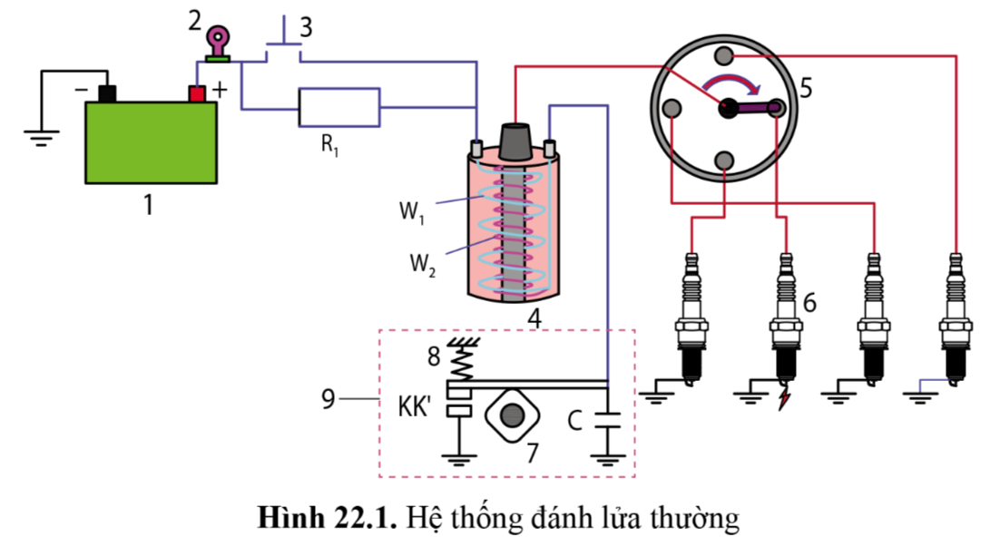 2
3
5
−
+
R₁
1
W₁
W₂
4
6
8
9
KK'
C
7
Hình 22.1. Hệ thống đánh lửa thường